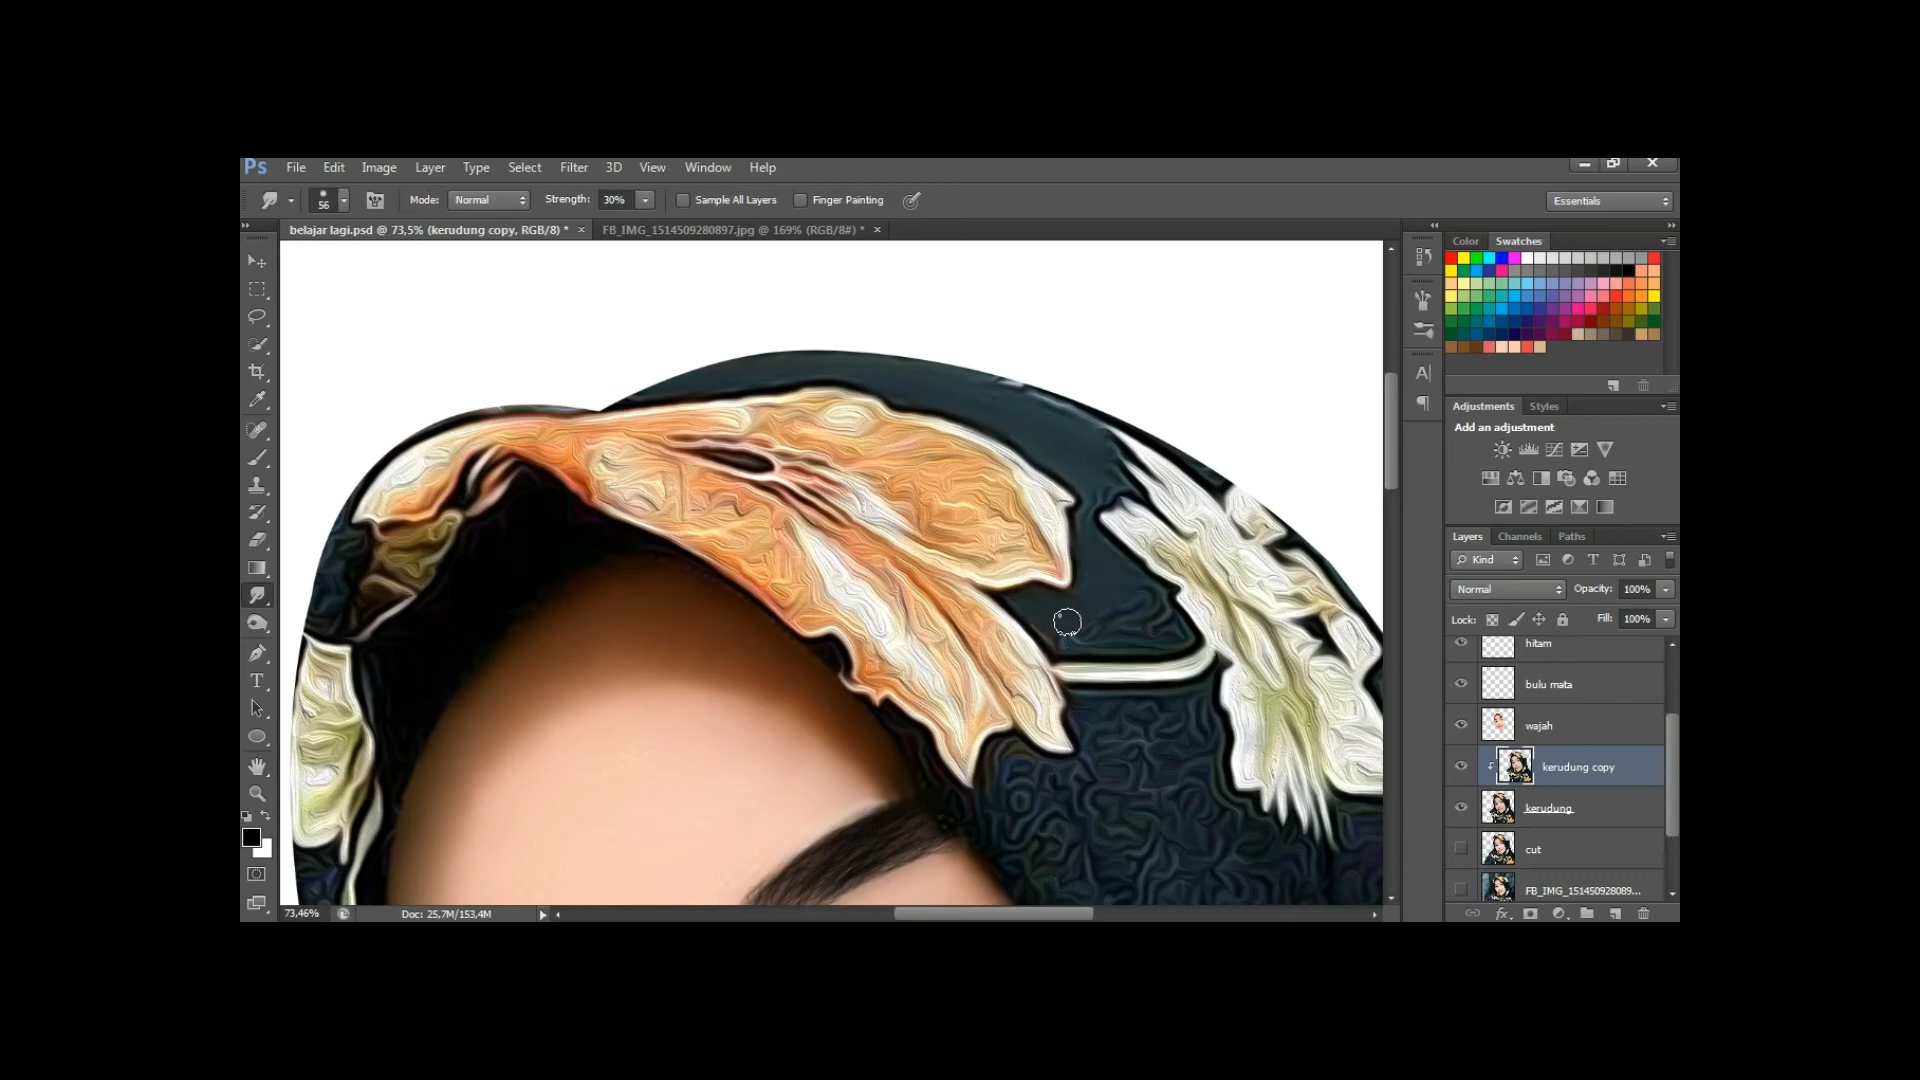 Ps File Edit Image Layer Type Select Filter 3D View Window Help
56 Mode: Normal Strength: 30% Sample All Layers Finger Painting Essentials
belajar lagi.psd @ 73,5% (kerudung copy, RGB/8) * FB_IMG_1514509280897.jpg @ 169% (RGB/8#) *
Color Swatches
Adjustments Styles
Add an adjustment
Layers Channels Paths
Kind
Normal Opacity: 100%
Lock: Fill: 100%
hitam
bulu mata
wajah
kerudung copy
kerudung
cut
FB_IMG_151450928089...
73,46% Doc: 25,7M/153,4M